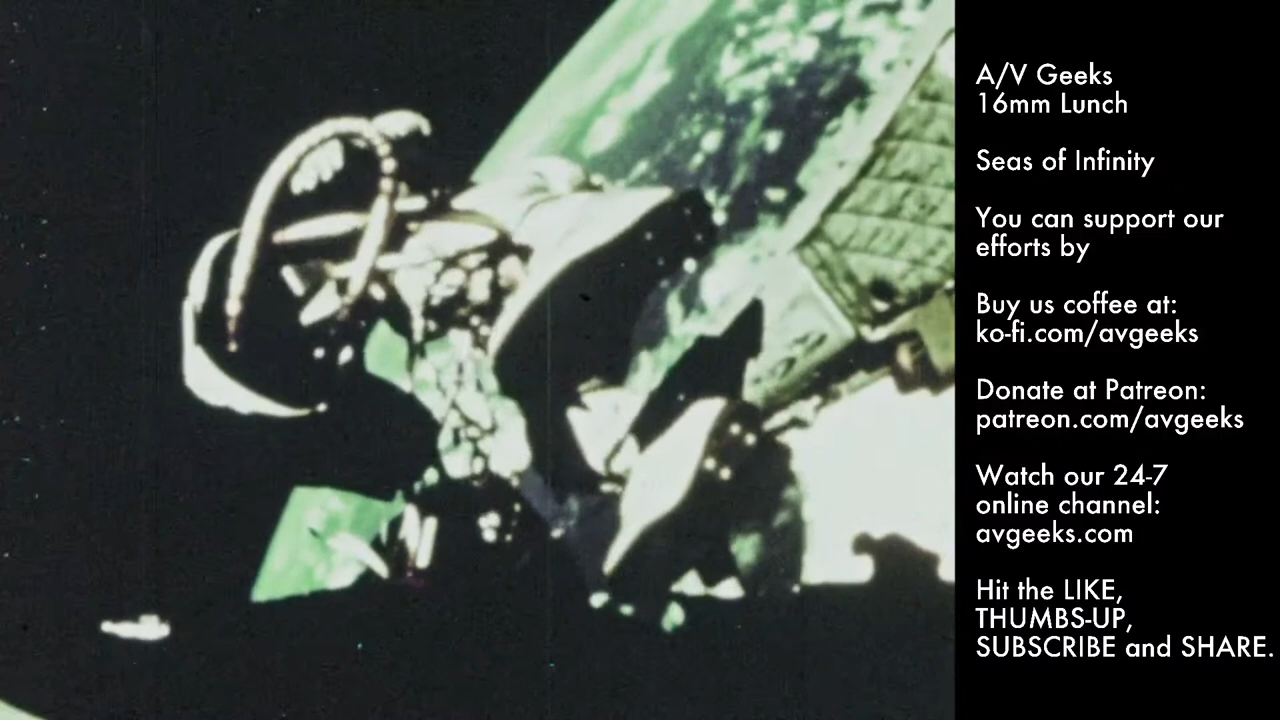 A/V Geeks
16mm Lunch
Seas of Infinity
You can support our
efforts by
Buy us coffee at:
ko-fi.com/avgeeks
Donate at Patreon:
patreon.com/avgeeks
Watch our 24-7
online channel:
avgeeks.com
Hit the LIKE,
THUMBS-UP,
SUBSCRIBE and SHARE.